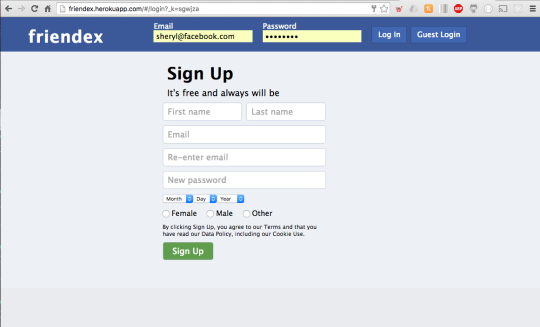 friendex.herokuapp.com/#/login?_k=sgwjza
friendex
Email
Password
sheryl@facebook.com
••••••••
Log In
Guest Login
Sign Up
It's free and always will be
First name
Last name
Email
Re-enter email
New password
Month Day Year
Female Male Other
By clicking Sign Up, you agree to our Terms and that you
have read our Data Policy, including our Cookie Use.
Sign Up